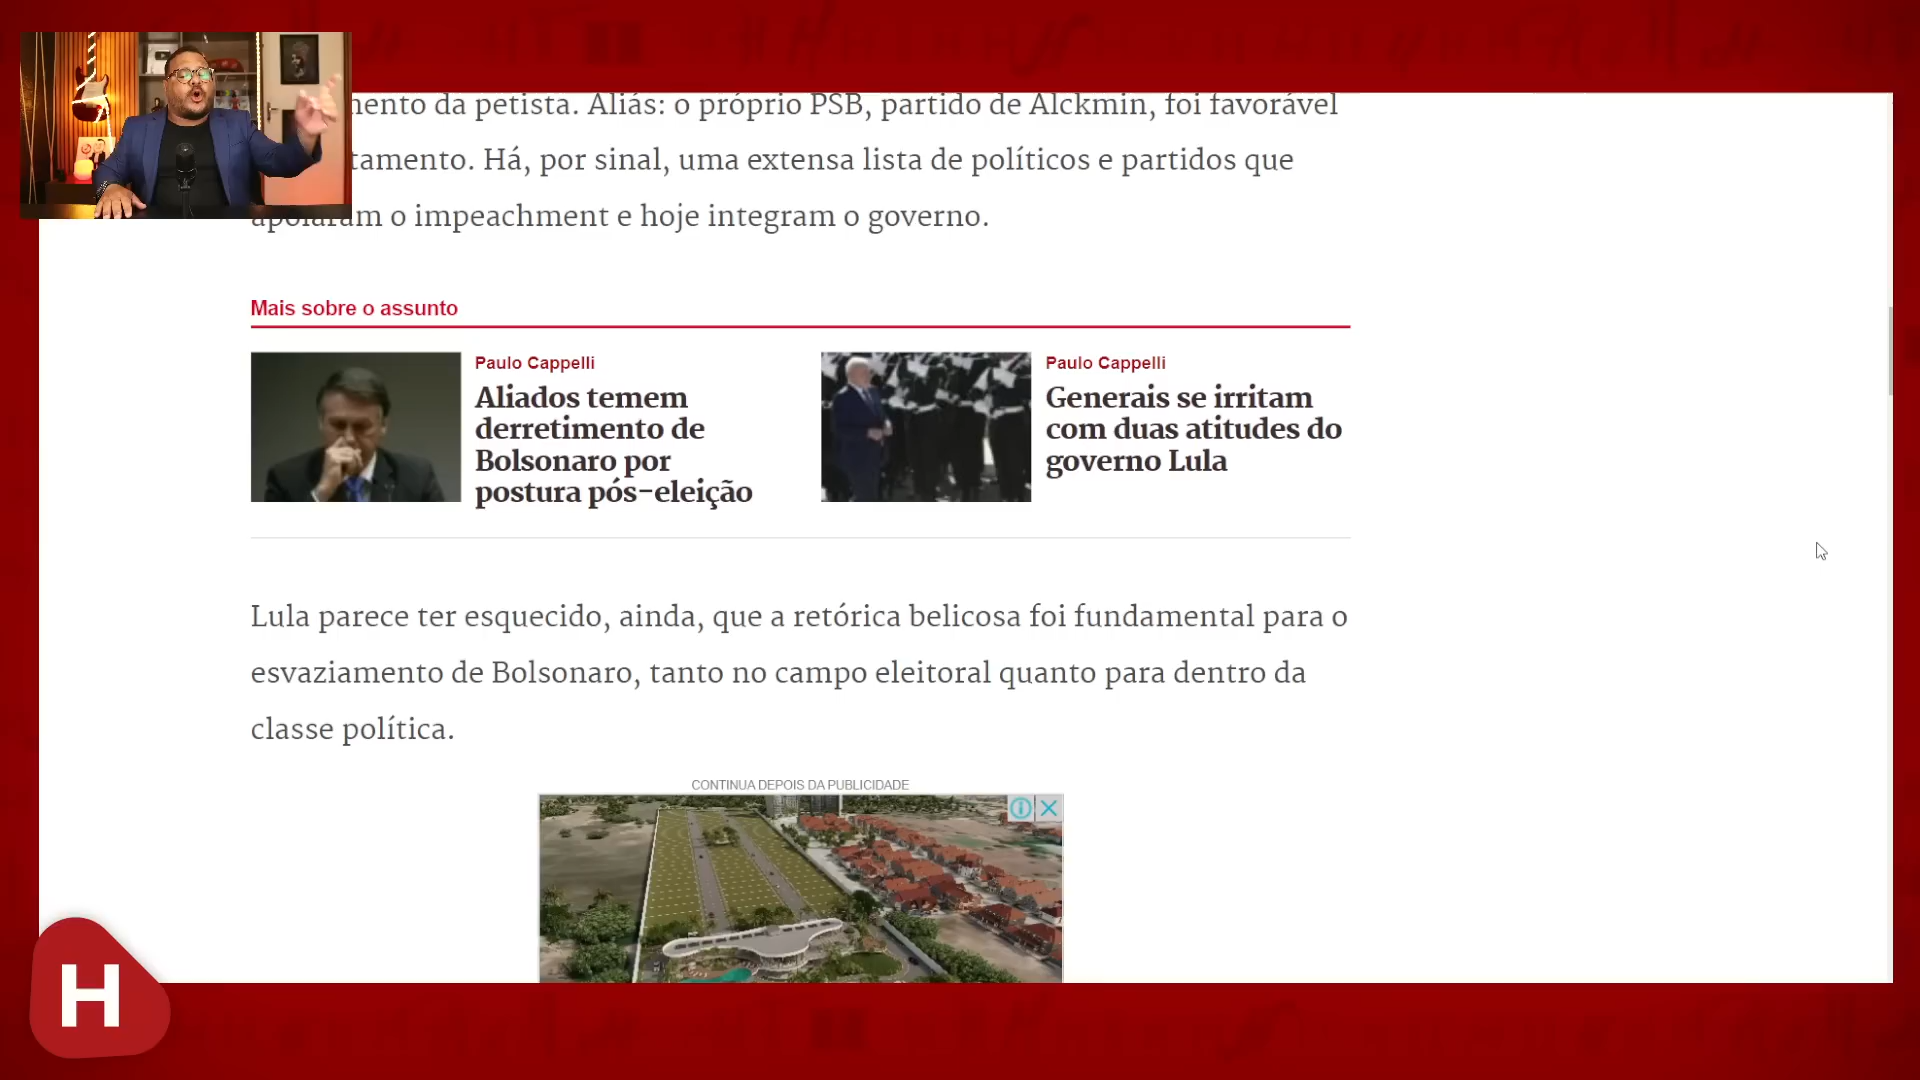 mento da petista. Aliás: o próprio PSB, partido de Alckmin, foi favorável
tamento. Há, por sinal, uma extensa lista de políticos e partidos que
apoiaram o impeachment e hoje integram o governo.
Mais sobre o assunto
Paulo Cappelli
Aliados temem
derretimento de
Bolsonaro por
postura pós-eleição
Paulo Cappelli
Generais se irritam
com duas atitudes do
governo Lula
Lula parece ter esquecido, ainda, que a retórica belicosa foi fundamental para o
esvaziamento de Bolsonaro, tanto no campo eleitoral quanto para dentro da
classe política.
CONTINUA DEPOIS DA PUBLICIDADE
H